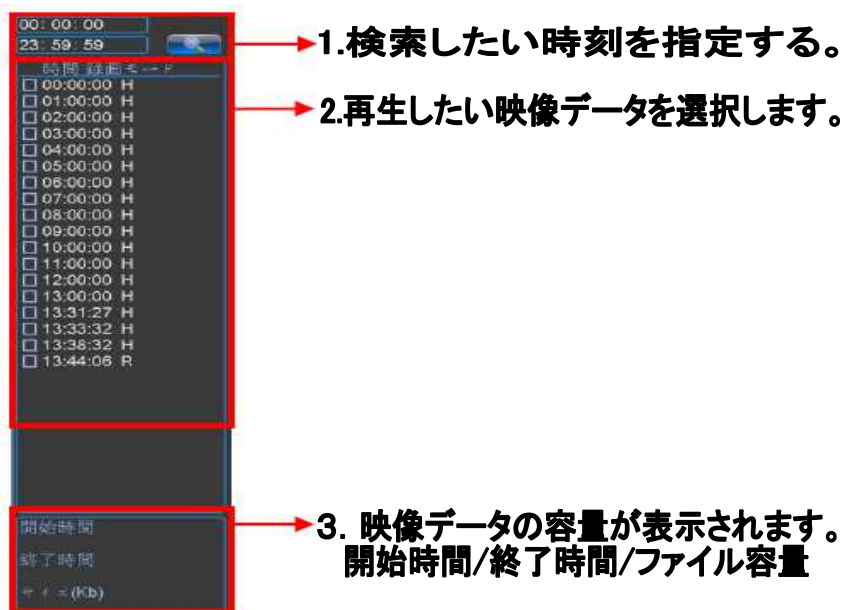 00: 00: 00
23: 59: 59
1.検索したい時刻を指定する。
時間 録画モード
00:00:00 H
01:00:00 H
02:00:00 H
03:00:00 H
04:00:00 H
05:00:00 H
06:00:00 H
07:00:00 H
08:00:00 H
09:00:00 H
10:00:00 H
11:00:00 H
12:00:00 H
13:00:00 H
13:31:27 H
13:33:32 H
13:38:32 H
13:44:06 R
2.再生したい映像データを選択します。
開始時間
終了時間
サイズ(Kb)
3. 映像データの容量が表示されます。
開始時間/終了時間/ファイル容量